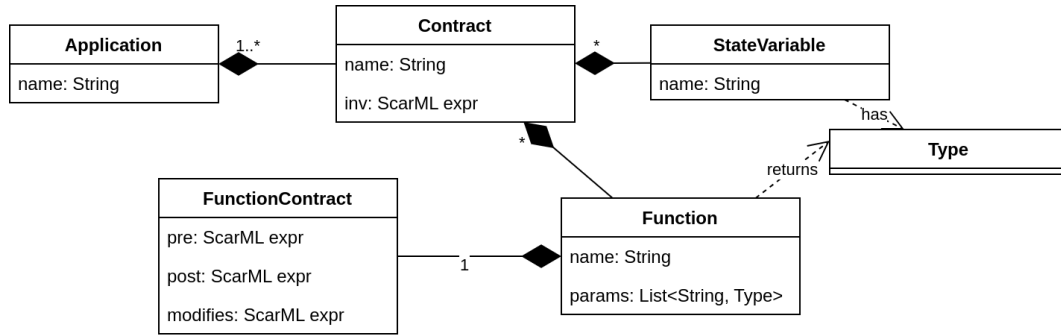 Application
name: String
1..*
Contract
name: String
inv: ScarML expr
*
StateVariable
name: String
has
Type
returns
*
FunctionContract
pre: ScarML expr
post: ScarML expr
modifies: ScarML expr
1
Function
name: String
params: List<String, Type>